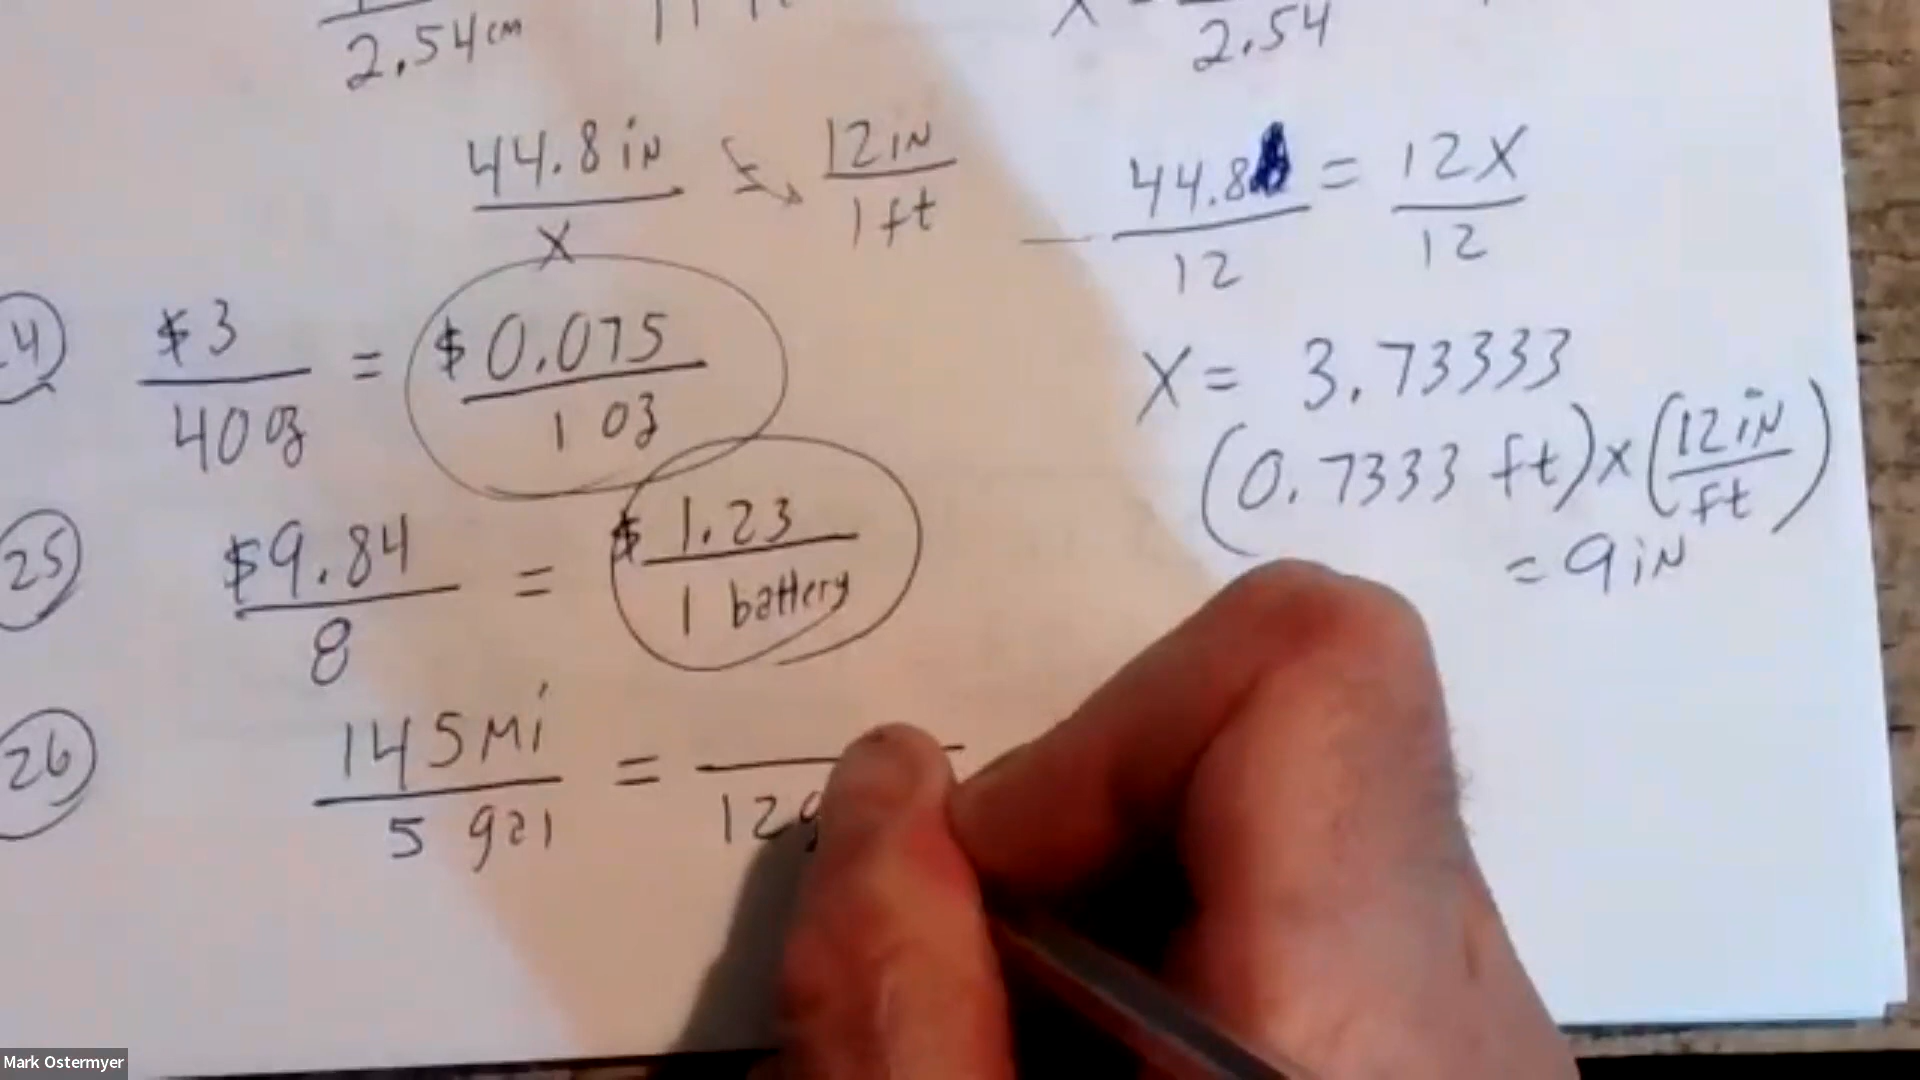 2.54cm
2.54
44.8 in = 12 in
x 1 ft
44.8 = 12x
12 12
$3 = $0.075
40 oz 1 oz
x = 3.73333
(0.7333 ft) x (12 in
ft)
= 9 in
25 $9.84 = $1.23
8 1 battery
26 145 mi =
5 gal 12 g
Mark Ostermyer